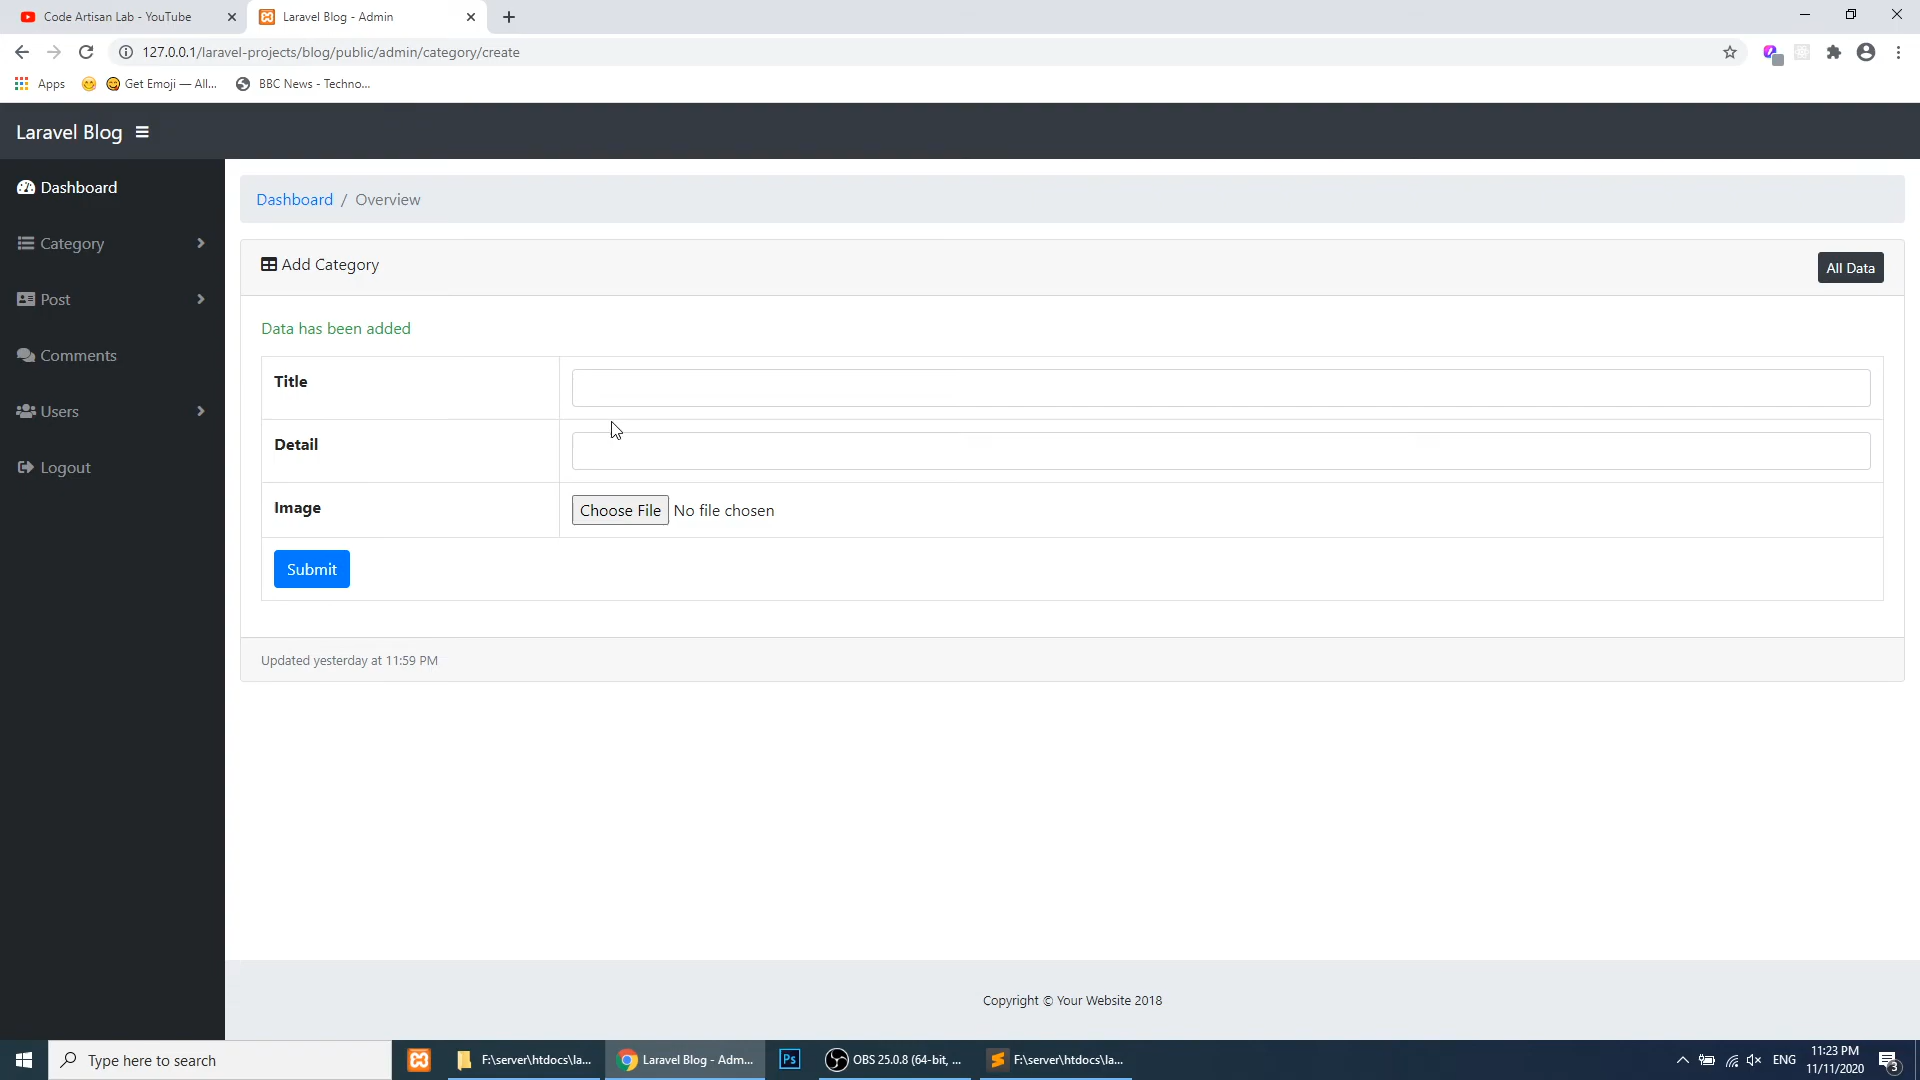 Code Artisan Lab - YouTube
Laravel Blog - Admin
127.0.0.1/laravel-projects/blog/public/admin/category/create
Apps
Get Emoji — All...
BBC News - Techno...
Laravel Blog
Dashboard
Category
Post
Comments
Users
Logout
Dashboard / Overview
Add Category
All Data
Data has been added
Title
Detail
Image
Choose File No file chosen
Submit
Updated yesterday at 11:59 PM
Copyright © Your Website 2018
Type here to search
F:\server\htdocs\la...
Laravel Blog - Adm...
Ps
OBS 25.0.8 (64-bit, ...
F:\server\htdocs\la...
ENG
11:23 PM
11/11/2020
3